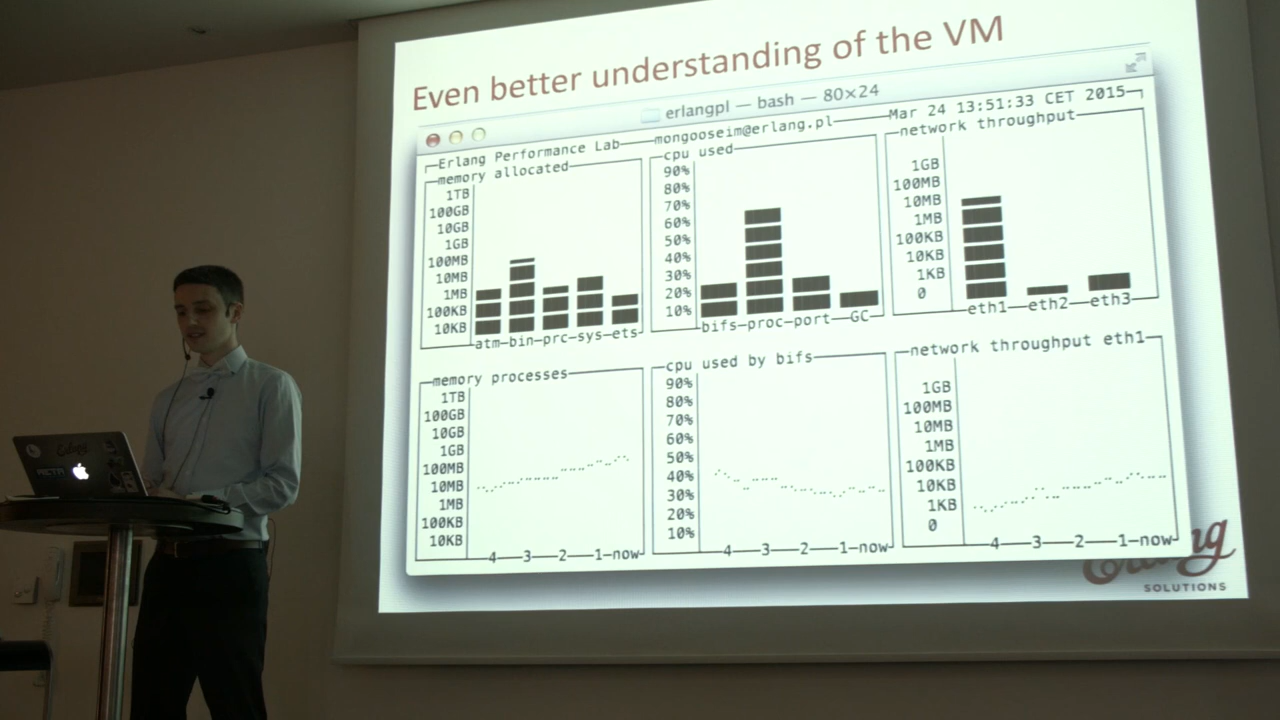 Even better understanding of the VM
erlangpl — bash — 80×24
Erlang Performance Lab mongooseim@erlang.pl Mar 24 13:51:33 CET 2015
memory allocated
1TB
100GB
10GB
1GB
100MB
10MB
1MB
100KB
10KB
atm-bin-prc-sys-ets
cpu used
90%
80%
70%
60%
50%
40%
30%
20%
10%
bifs-proc-port-GC
network throughput
1GB
100MB
10MB
1MB
100KB
10KB
1KB
0
eth1-eth2-eth3
memory processes
1TB
100GB
10GB
1GB
100MB
10MB
1MB
100KB
10KB
4—3—2—1-now
cpu used by bifs
90%
80%
70%
60%
50%
40%
30%
20%
10%
4—3—2—1-now
network throughput eth1
1GB
100MB
10MB
1MB
100KB
10KB
1KB
0
4—3—2—1-now
SOLUTIONS